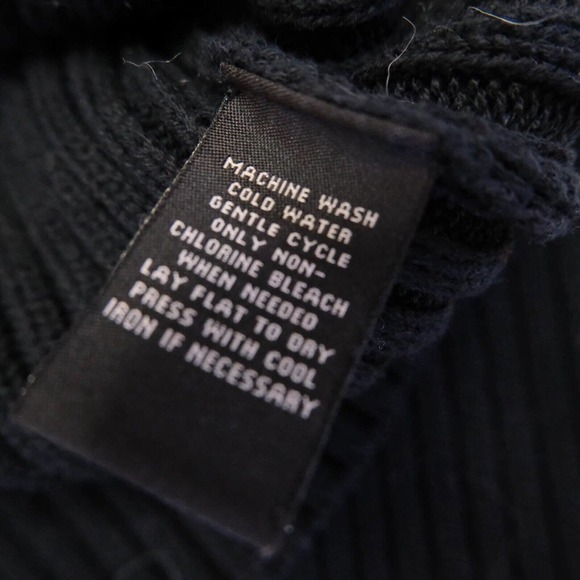 MACHINE WASH
COLD WATER
GENTLE CYCLE
ONLY NON-
CHLORINE BLEACH
WHEN NEEDED
LAY FLAT TO DRY
PRESS WITH COOL
IRON IF NECESSARY